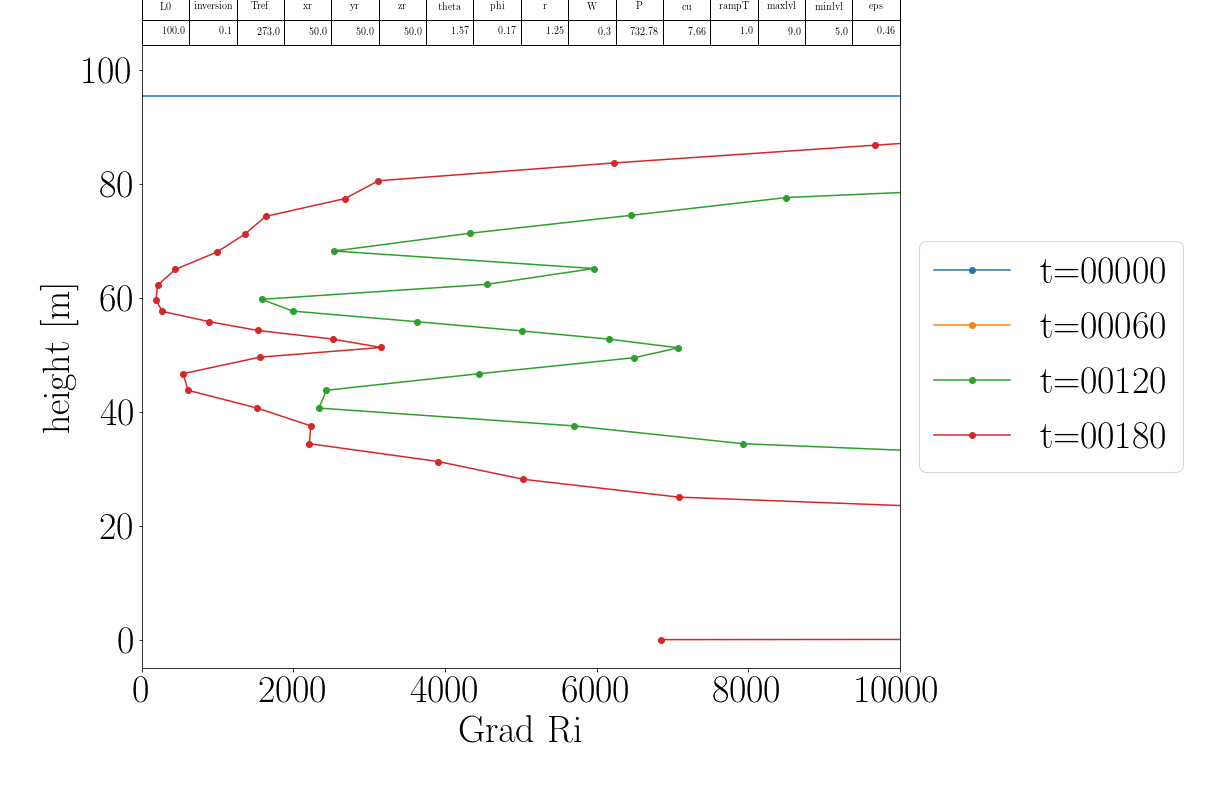 L0 inversion Tref xr yr zr theta phi r W P cu rampT maxlvl minlvl eps
100.0 0.1 273.0 50.0 50.0 50.0 1.57 0.17 1.25 0.3 732.78 7.66 1.0 9.0 5.0 0.46
100
80
60
40
20
0
height [m]
0 2000 4000 6000 8000 10000
Grad Ri
t=00000
t=00060
t=00120
t=00180